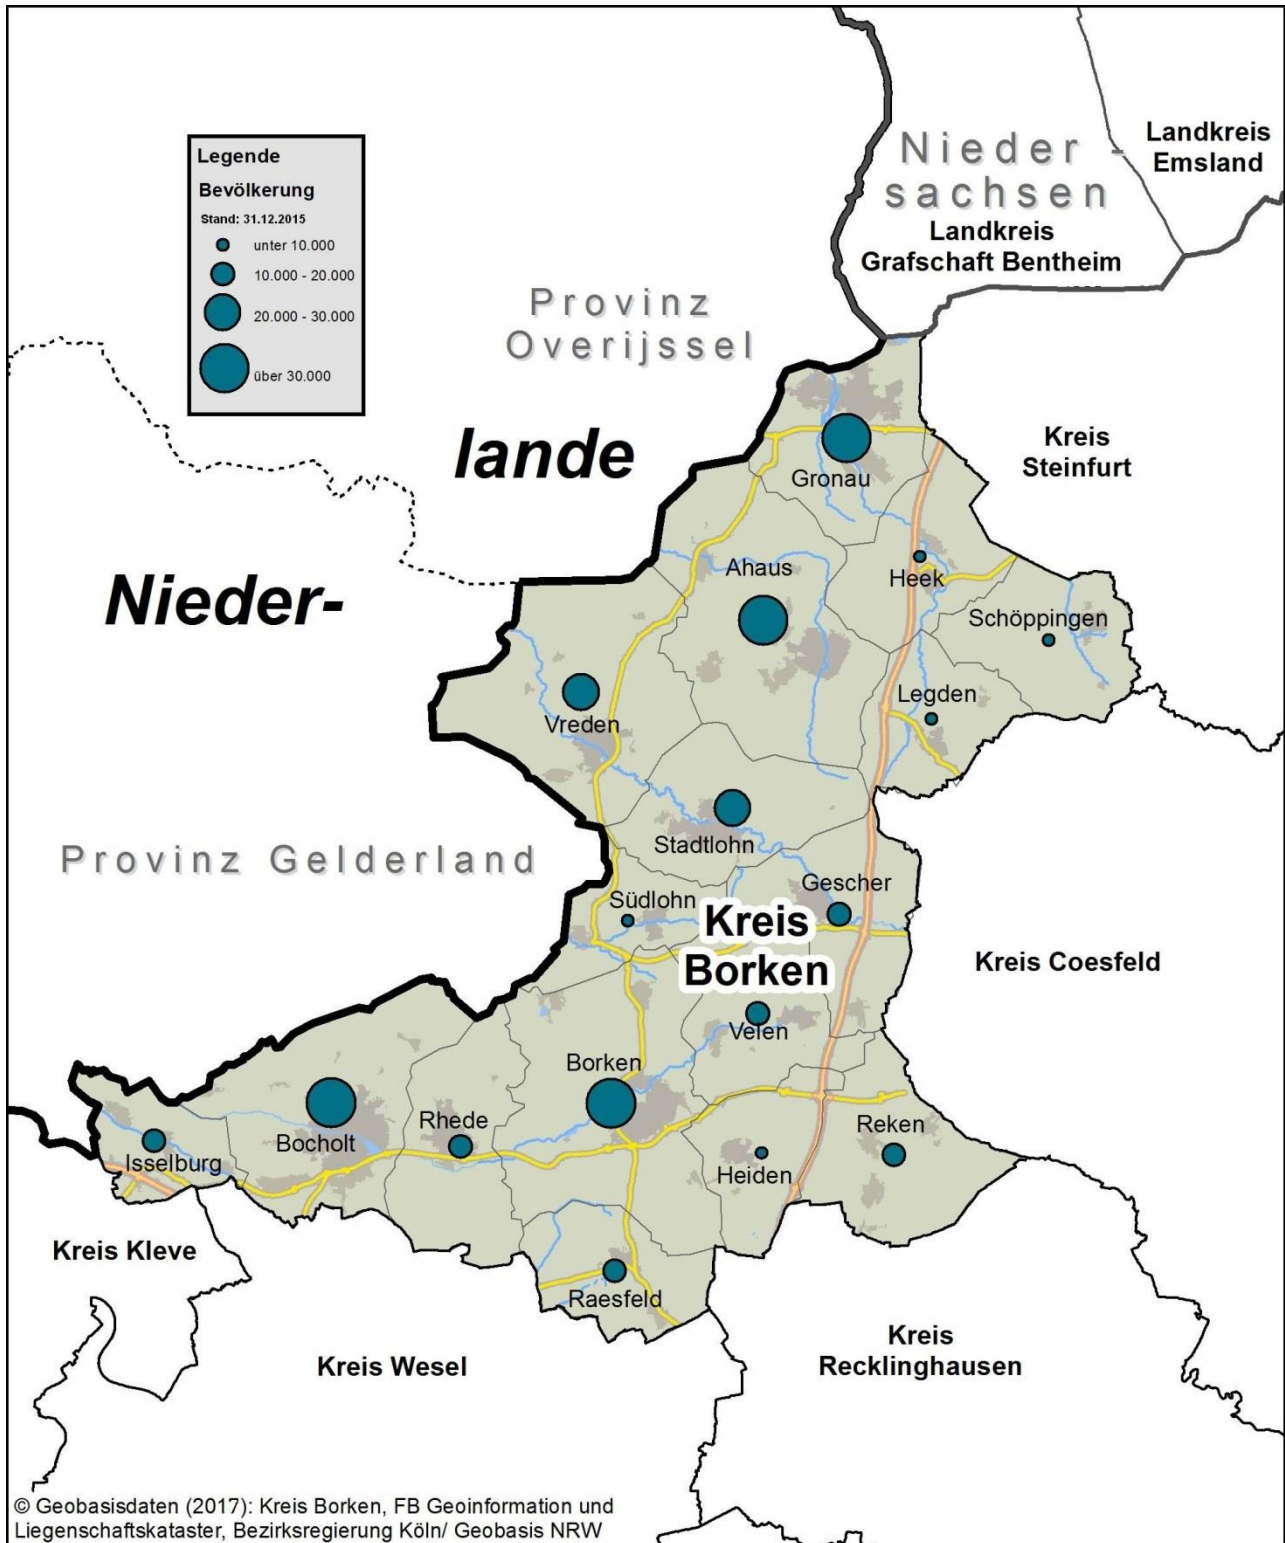 Legende
Bevölkerung
Stand: 31.12.2015
unter 10.000
10.000 - 20.000
20.000 - 30.000
über 30.000
Nieder
sachsen
Landkreis
Emsland
Landkreis
Grafschaft Bentheim
Provinz
Overijssel
lande
Nieder-
Provinz Gelderland
Kreis
Steinfurt
Gronau
Ahaus
Heek
Schöppingen
Legden
Vreden
Stadtlohn
Gescher
Südlohn
Kreis
Borken
Kreis Coesfeld
Velen
Borken
Bocholt
Rhede
Isselburg
Reken
Heiden
Raesfeld
Kreis Kleve
Kreis Wesel
Kreis
Recklinghausen
© Geobasisdaten (2017): Kreis Borken, FB Geoinformation und
Liegenschaftskataster, Bezirksregierung Köln/ Geobasis NRW